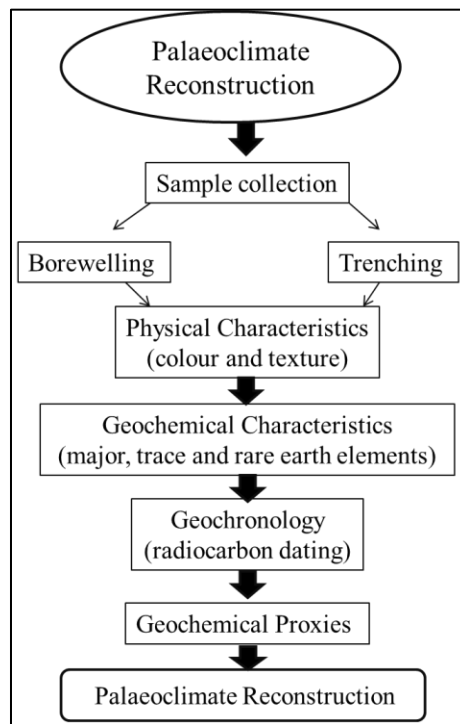 Palaeoclimate
Reconstruction
Sample collection
Borewelling
Trenching
Physical Characteristics
(colour and texture)
Geochemical Characteristics
(major, trace and rare earth elements)
Geochronology
(radiocarbon dating)
Geochemical Proxies
Palaeoclimate Reconstruction